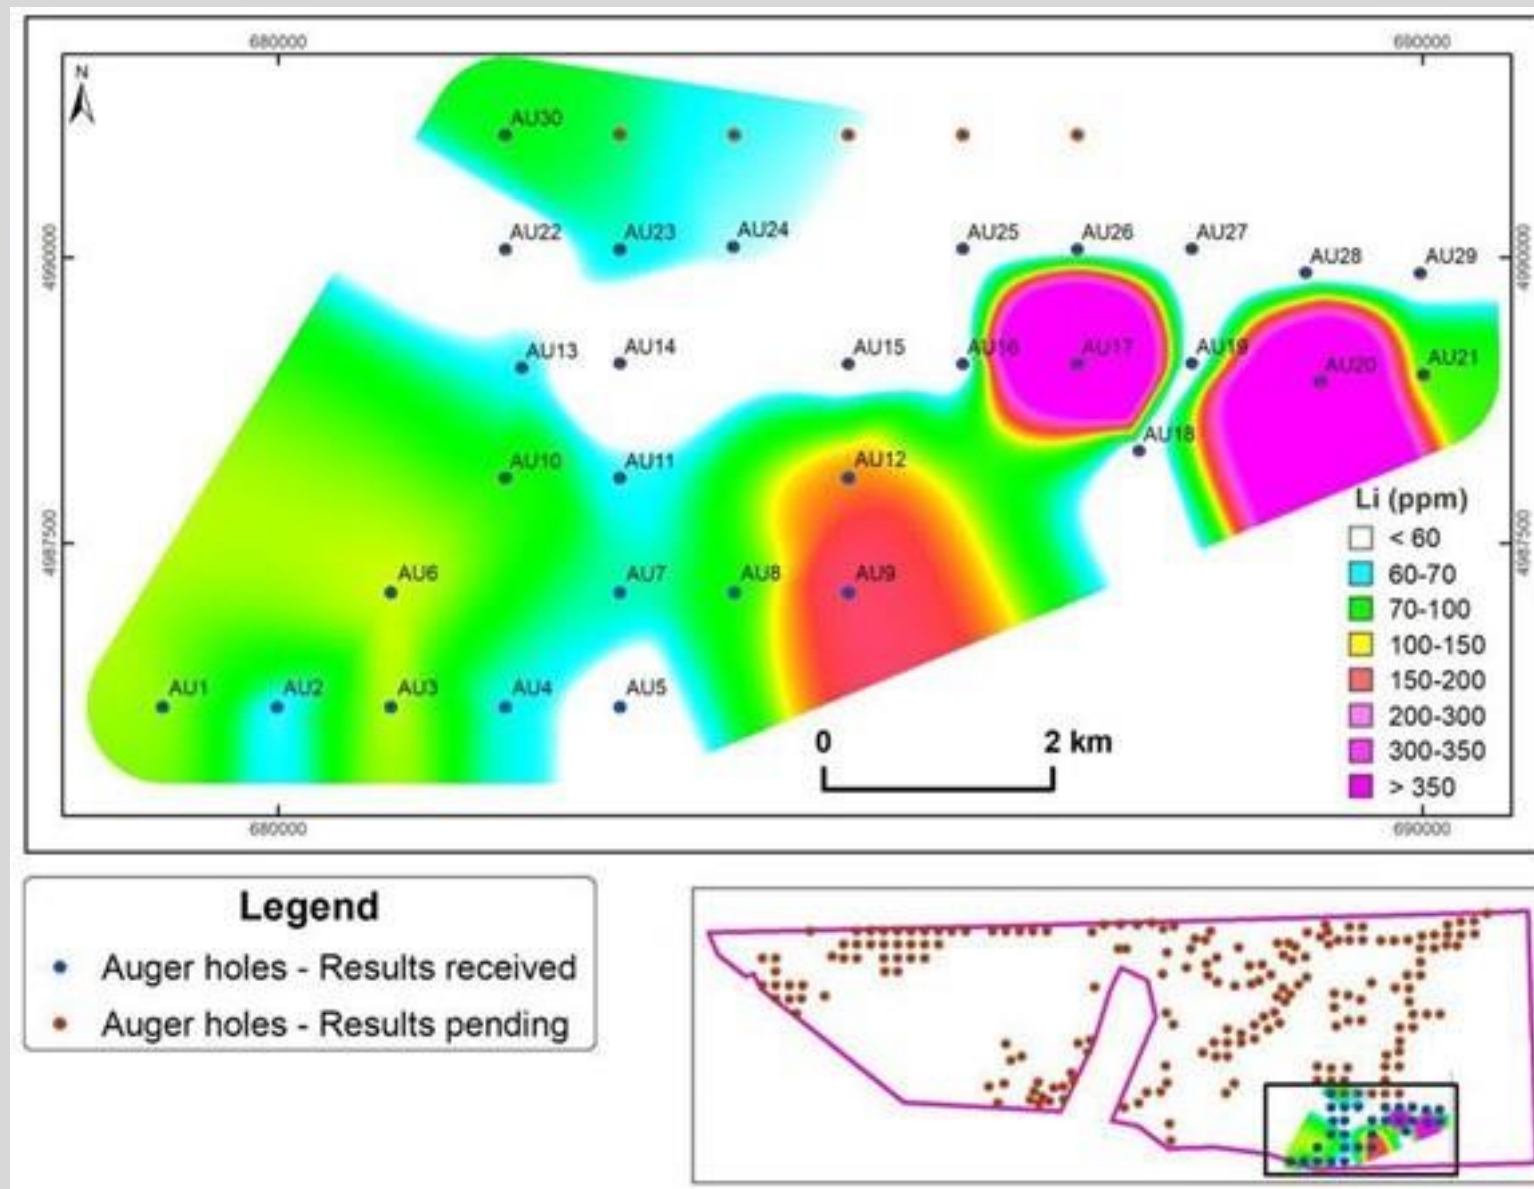 680000
690000
N
AU30
AU22
AU23
AU24
AU25
AU26
AU27
AU28
AU29
4990000
4990000
AU13
AU14
AU15
AU16
AU17
AU19
AU20
AU21
AU18
AU10
AU11
AU12
4987500
4987500
AU6
AU7
AU8
AU9
AU1
AU2
AU3
AU4
AU5
Li (ppm)
< 60
60-70
70-100
100-150
150-200
200-300
300-350
> 350
0 2 km
680000
690000
Legend
Auger holes - Results received
Auger holes - Results pending